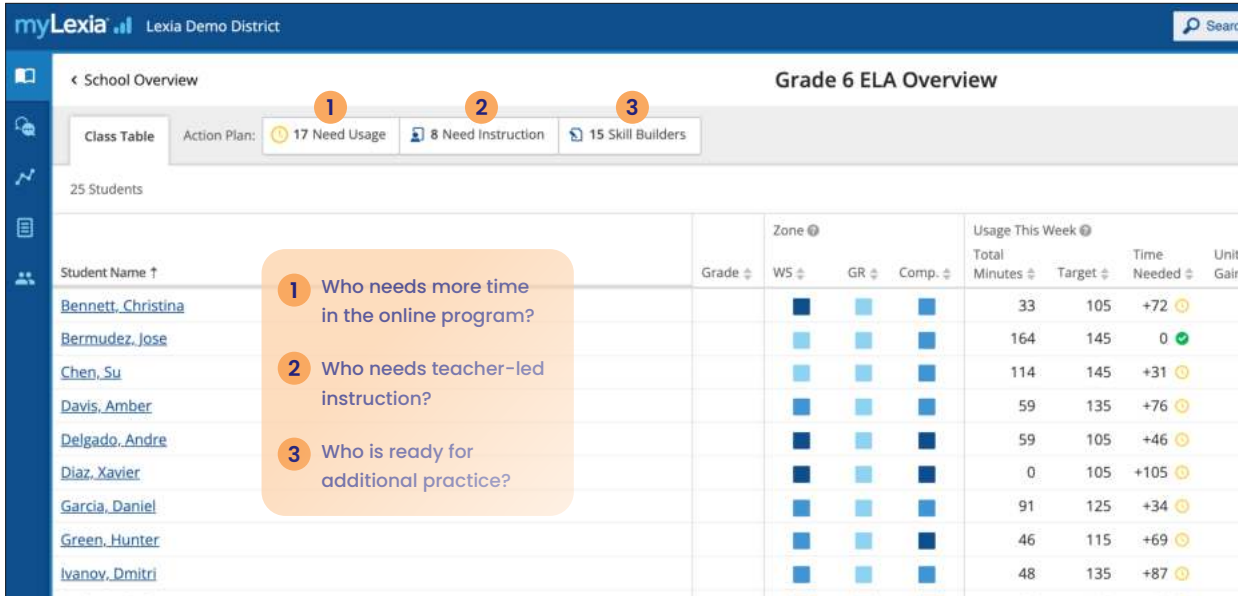 myLexia Lexia Demo District
Search
< School Overview
Grade 6 ELA Overview
1 2 3
Class Table Action Plan: 17 Need Usage 8 Need Instruction 15 Skill Builders
25 Students
Zone Usage This Week
Student Name ↑ Grade WS GR Comp. Total Minutes Target Time Needed
1 Who needs more time
in the online program?
2 Who needs teacher-led
instruction?
3 Who is ready for
additional practice?
Bennett, Christina 33 105 +72
Bermudez, Jose 164 145 0
Chen, Su 114 145 +31
Davis, Amber 59 135 +76
Delgado, Andre 59 105 +46
Diaz, Xavier 0 105 +105
Garcia, Daniel 91 125 +34
Green, Hunter 46 115 +69
Ivanov, Dmitri 48 135 +87